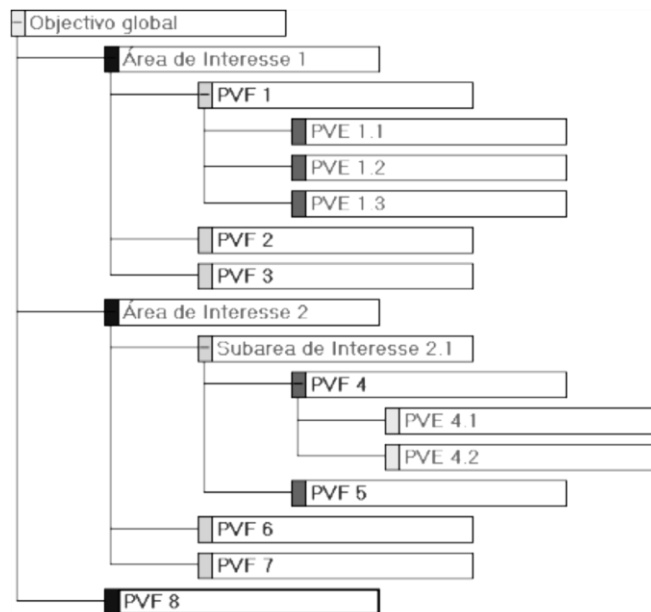 Objectivo global
Área de Interesse 1
PVF 1
PVE 1.1
PVE 1.2
PVE 1.3
PVF 2
PVF 3
Área de Interesse 2
Subarea de Interesse 2.1
PVF 4
PVE 4.1
PVE 4.2
PVF 5
PVF 6
PVF 7
PVF 8